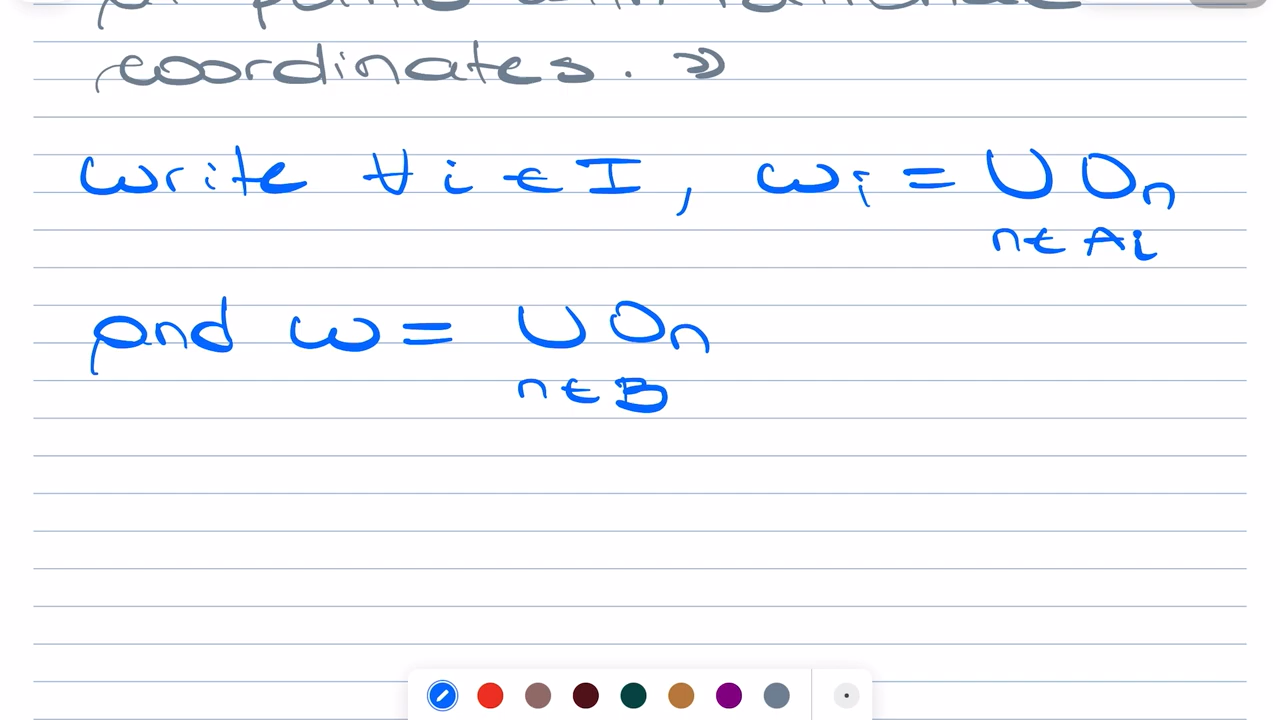 coordinates. »
write ∀ i ∈ I, ωi = ∪ On
n ∈ Ai
and ω = ∪ On
n ∈ B